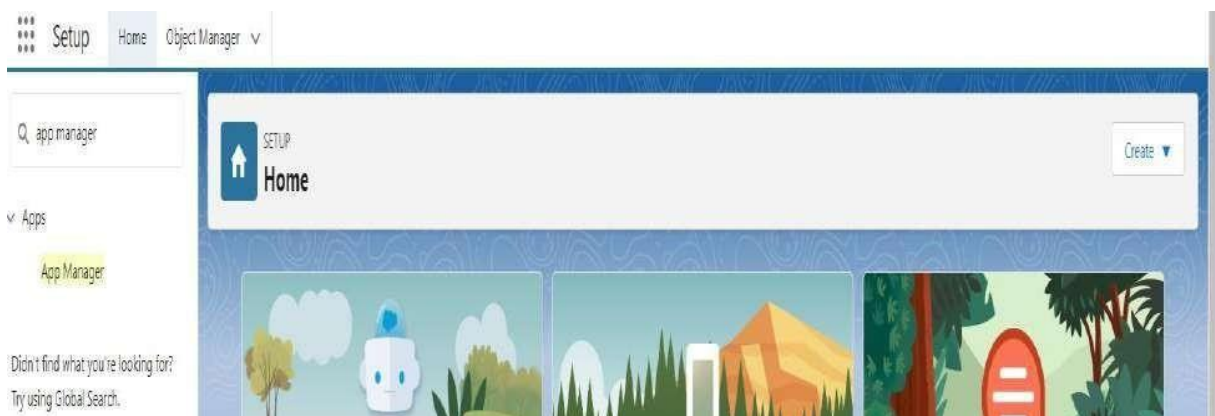 Setup Home Object Manager
app manager
SETUP
Home
Create
Apps
App Manager
Didn't find what you're looking for?
Try using Global Search.